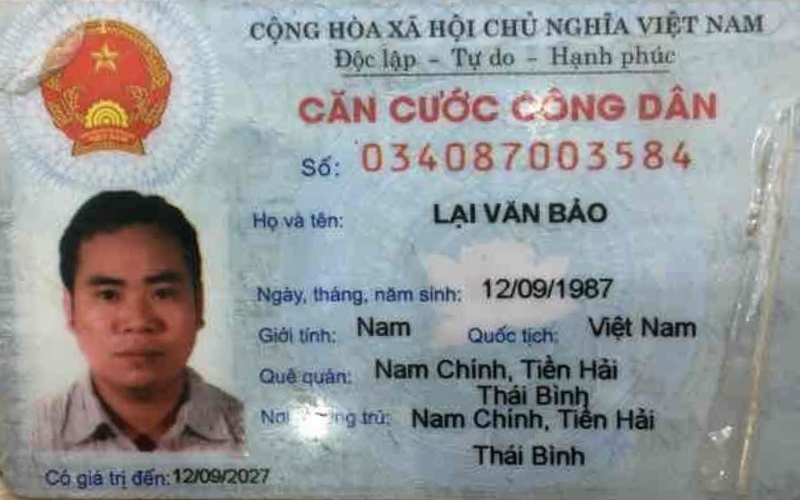 CỘNG HÒA XÃ HỘI CHỦ NGHĨA VIỆT NAM
Độc lập - Tự do - Hạnh phúc
CĂN CƯỚC CÔNG DÂN
Số: 034087003584
Họ và tên: LẠI VĂN BẢO
Ngày, tháng, năm sinh: 12/09/1987
Giới tính: Nam Quốc tịch: Việt Nam
Quê quán: Nam Chính, Tiền Hải
Thái Bình
Nơi trú: Nam Chính, Tiền Hải
Thái Bình
Có giá trị đến: 12/09/2027